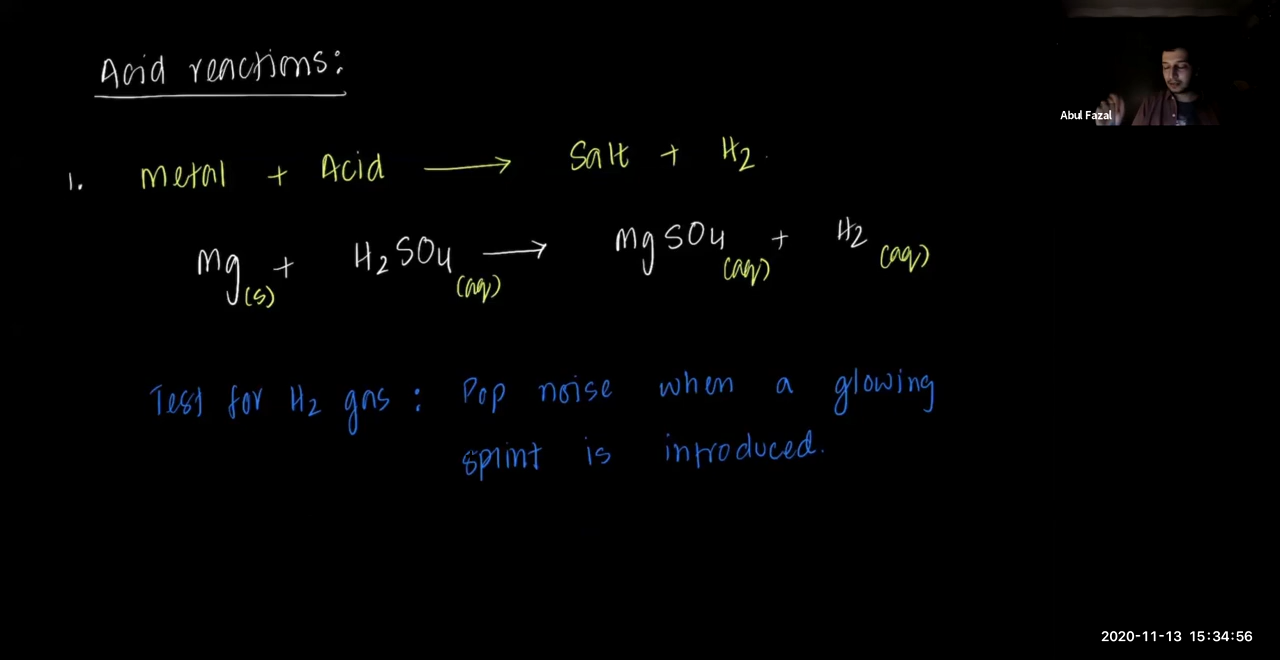 Acid reactions:
Abul Fazal
1. Metal + Acid ⟶ Salt + H₂.
Mg(s) + H₂SO₄(aq) ⟶ MgSO₄(aq) + H₂(aq)
Test for H₂ gas : Pop noise when a glowing
splint is introduced.
2020-11-13 15:34:56